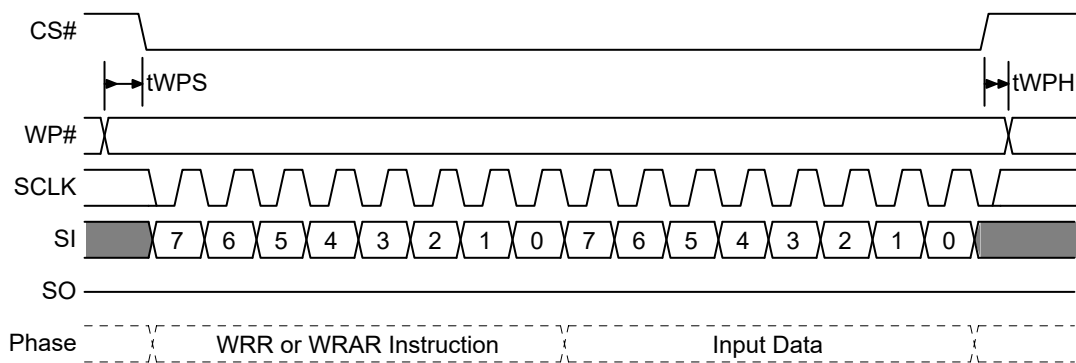 CS#
tWPS
tWPH
WP#
SCLK
SI 7 6 5 4 3 2 1 0 7 6 5 4 3 2 1 0
SO
Phase WRR or WRAR Instruction Input Data